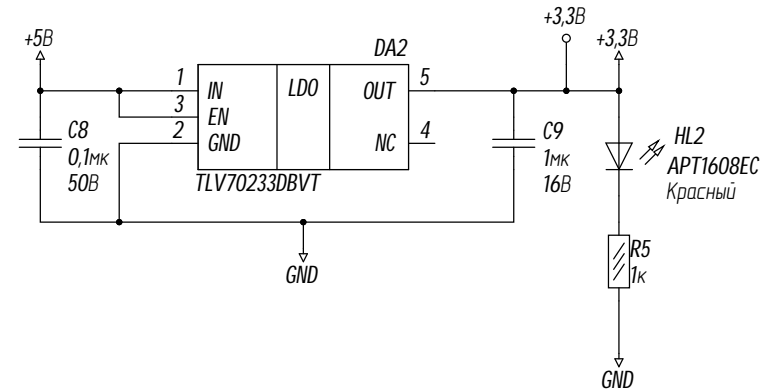 +5В
+3,3В
+3,3В
DA2
1
IN
LDO
OUT
5
3
EN
2
GND
NC
4
C8
0,1мк
50В
TLV70233DBVT
C9
1мк
16В
HL2
APT1608EC
Красный
GND
R5
1к
GND